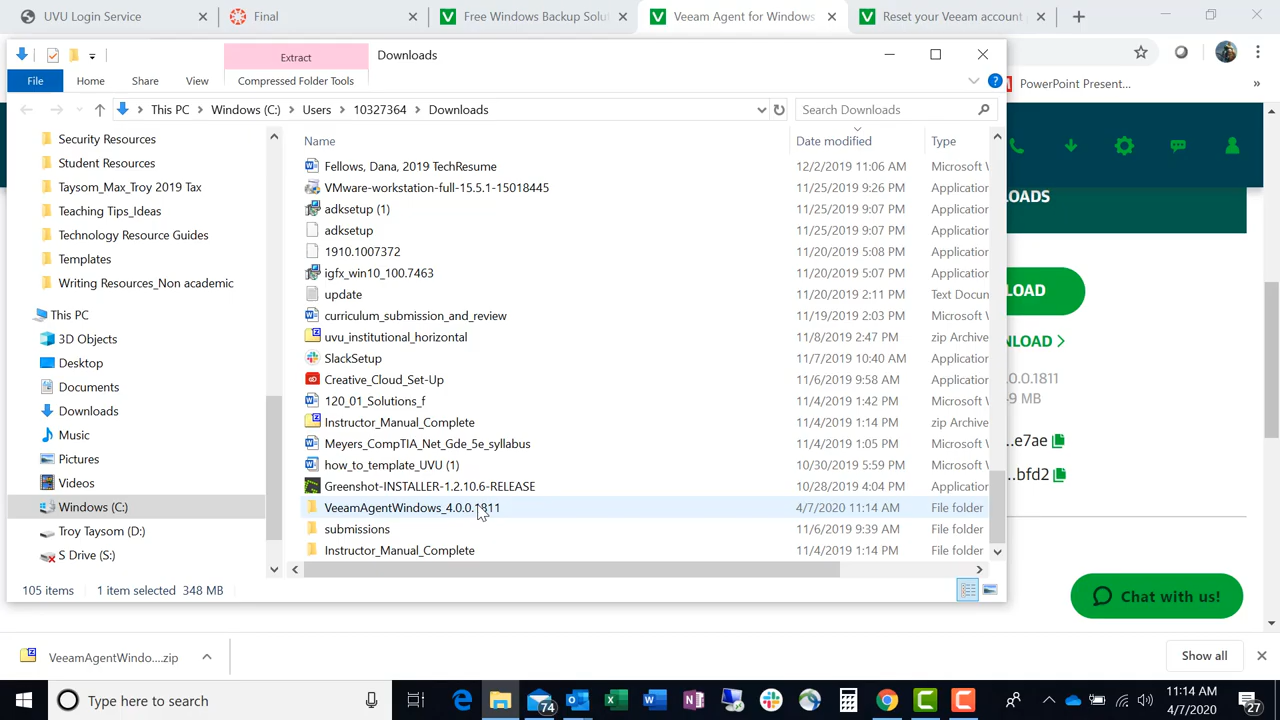 UVU Login Service
Final
Free Windows Backup Solu
Veeam Agent for Windows
Reset your Veeam account
Extract
Downloads
File
Home
Share
View
Compressed Folder Tools
PowerPoint Present...
»
This PC > Windows (C:) > Users > 10327364 > Downloads
Search Downloads
Name
Date modified
Type
Security Resources
Student Resources
Taysom_Max_Troy 2019 Tax
Teaching Tips_Ideas
Technology Resource Guides
Templates
Writing Resources_Non academic
This PC
3D Objects
Desktop
Documents
Downloads
Music
Pictures
Videos
Windows (C:)
Troy Taysom (D:)
S Drive (S:)
Fellows, Dana, 2019 TechResume 12/2/2019 11:06 AM Microsoft W
VMware-workstation-full-15.5.1-15018445 11/25/2019 9:26 PM Application
adksetup (1) 11/25/2019 9:07 PM Application
adksetup 11/25/2019 9:07 PM Application
1910.1007372 11/20/2019 5:08 PM Application
igfx_win10_100.7463 11/20/2019 5:07 PM Application
update 11/20/2019 2:11 PM Text Docun
curriculum_submission_and_review 11/19/2019 2:03 PM Microsoft W
uvu_institutional_horizontal 11/8/2019 2:47 PM zip Archive
SlackSetup 11/7/2019 10:40 AM Application
Creative_Cloud_Set-Up 11/6/2019 9:58 AM Application
120_01_Solutions_f 11/4/2019 1:42 PM Microsoft W
Instructor_Manual_Complete 11/4/2019 1:14 PM zip Archive
Meyers_CompTIA_Net_Gde_5e_syllabus 11/4/2019 1:05 PM Microsoft W
how_to_template_UVU (1) 10/30/2019 5:59 PM Microsoft W
Greenshot-INSTALLER-1.2.10.6-RELEASE 10/28/2019 4:04 PM Application
VeeamAgentWindows_4.0.0.1811 4/7/2020 11:14 AM File folder
submissions 11/6/2019 9:39 AM File folder
Instructor_Manual_Complete 11/4/2019 1:14 PM File folder
105 items
1 item selected 348 MB
LOADS
LOAD
NLOAD >
0.0.1811
9 MB
...e7ae
...bfd2
Chat with us!
VeeamAgentWindo....zip
Show all
Type here to search
74
11:14 AM
4/7/2020
27